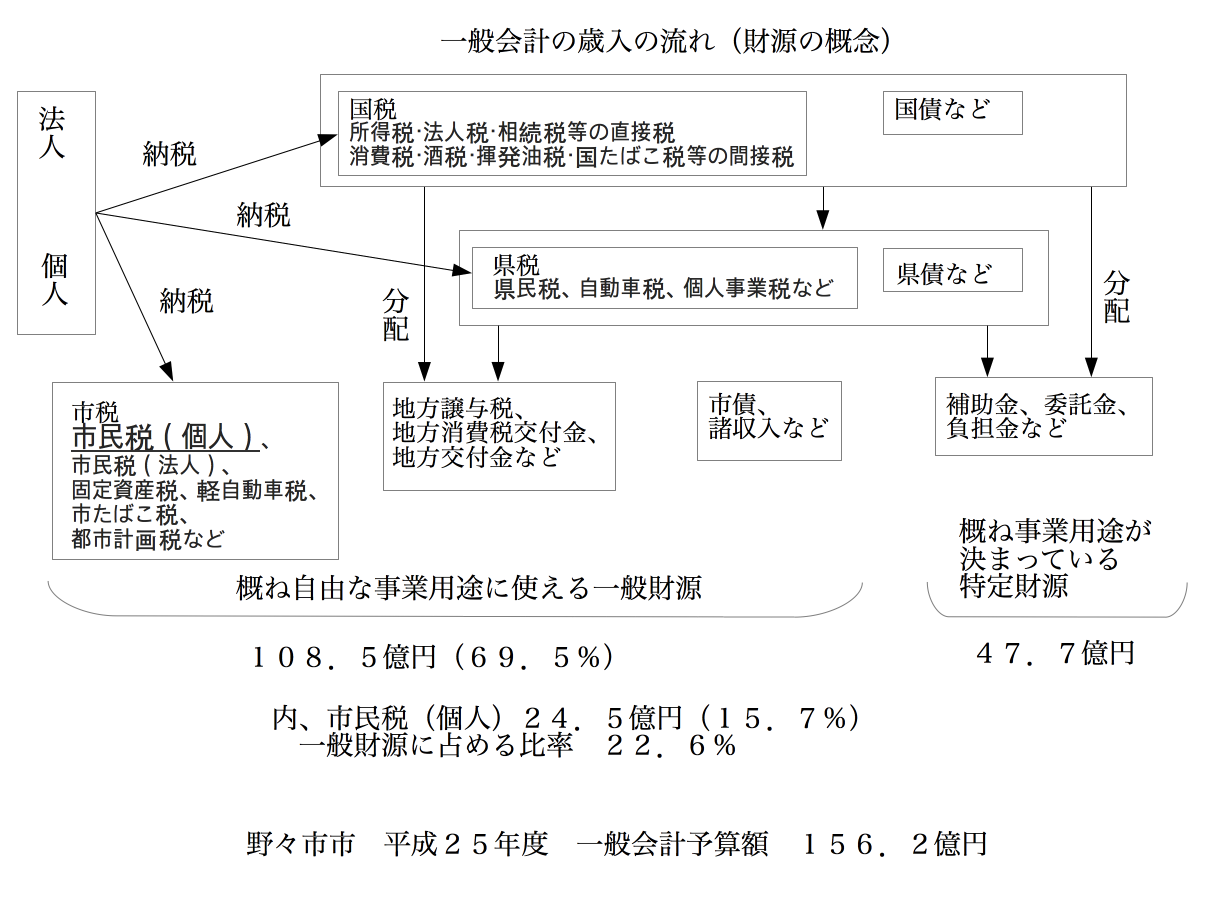 一般会計の歳入の流れ（財源の概念）
法人
個人
納税
納税
納税
国税
所得税･法人税･相続税等の直接税
消費税･酒税･揮発油税･国たばこ税等の間接税
国債など
県税
県民税、自動車税、個人事業税など
県債など
分配
分配
市税
市民税（個人）、
市民税（法人）、
固定資産税、軽自動車税、
市たばこ税、
都市計画税など
地方譲与税、
地方消費税交付金、
地方交付金など
市債、
諸収入など
補助金、委託金、
負担金など
概ね自由な事業用途に使える一般財源
概ね事業用途が
決まっている
特定財源
１０８．５億円（６９．５％）
４７．７億円
内、市民税（個人）２４．５億円（１５．７％）
一般財源に占める比率　２２．６％
野々市市　平成２５年度　一般会計予算額　１５６．２億円